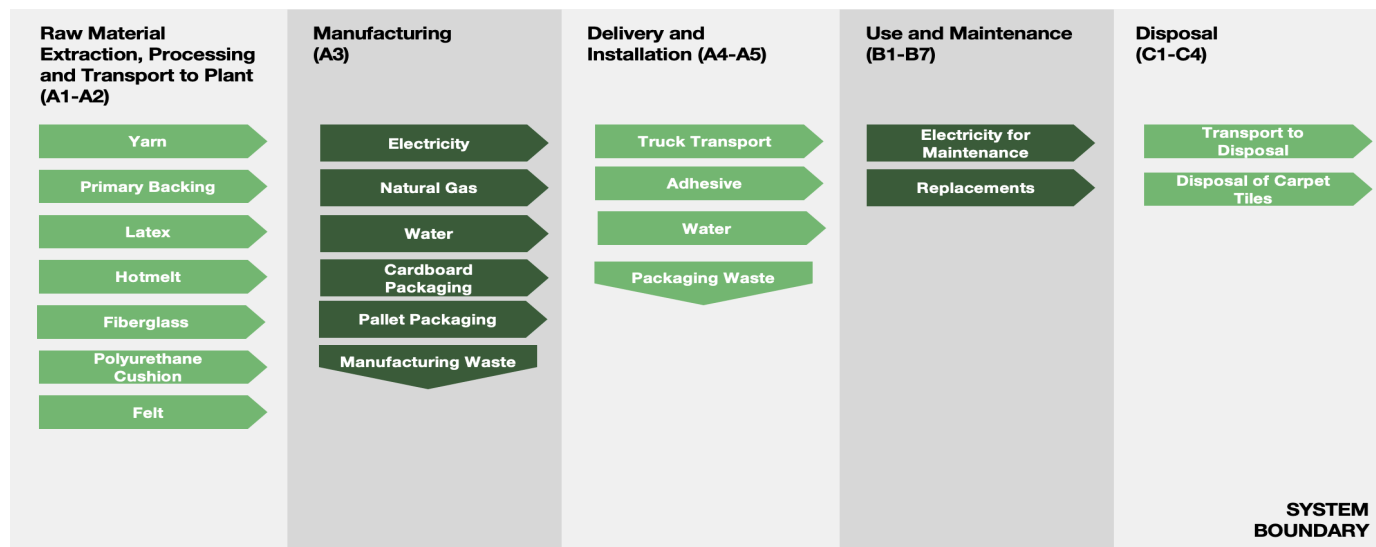 Raw Material
Extraction, Processing
and Transport to Plant
(A1-A2)
Yarn
Primary Backing
Latex
Hotmelt
Fiberglass
Polyurethane
Cushion
Felt
Manufacturing
(A3)
Electricity
Natural Gas
Water
Cardboard
Packaging
Pallet Packaging
Manufacturing Waste
Delivery and
Installation (A4-A5)
Truck Transport
Adhesive
Water
Packaging Waste
Use and Maintenance
(B1-B7)
Electricity for
Maintenance
Replacements
Disposal
(C1-C4)
Transport to
Disposal
Disposal of Carpet
Tiles
SYSTEM
BOUNDARY